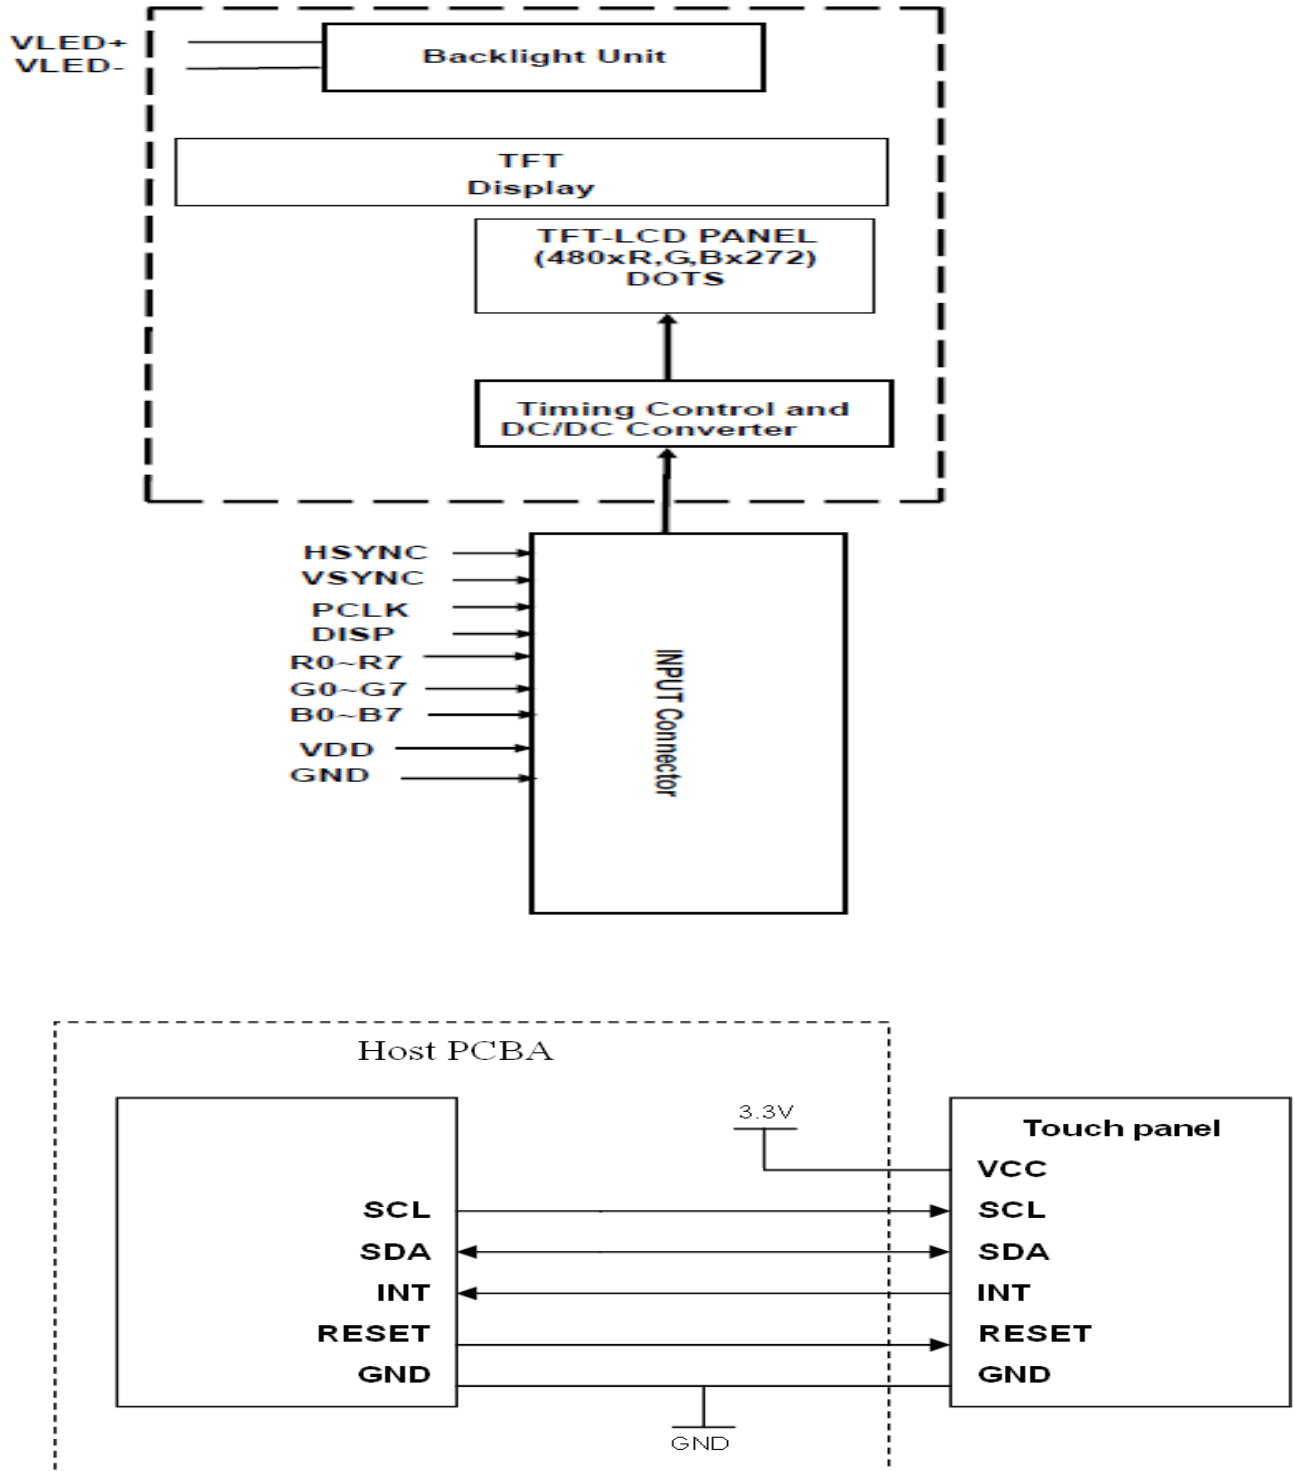 VLED+
VLED-
Backlight Unit
TFT
Display
TFT-LCD PANEL
(480xR,G,Bx272)
DOTS
Timing Control and
DC/DC Converter
HSYNC
VSYNC
PCLK
DISP
R0~R7
G0~G7
B0~B7
VDD
GND
INPUT Connector
Host PCBA
3.3V
Touch panel
VCC
SCL
SCL
SDA
SDA
INT
INT
RESET
RESET
GND
GND
GND